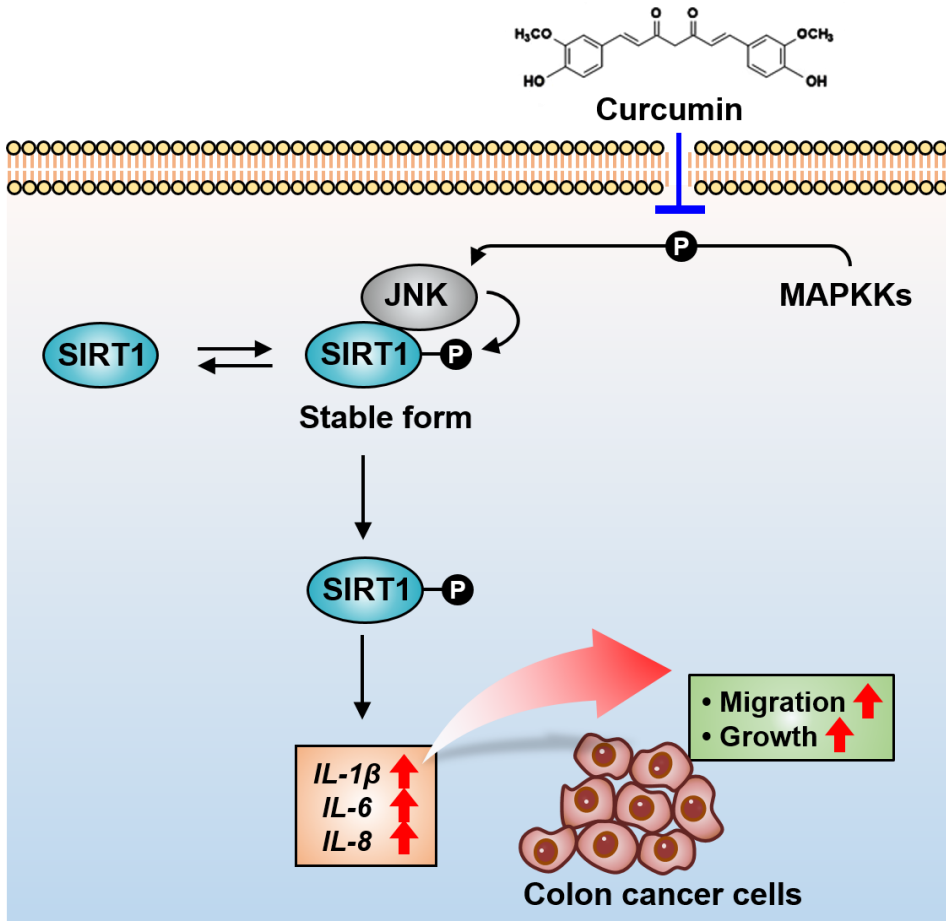 O O
H₃CO OCH₃
HO OH
Curcumin
P
MAPKKs
JNK
SIRT1 SIRT1 P
Stable form
SIRT1 P
• Migration
• Growth
IL-1β
IL-6
IL-8
Colon cancer cells